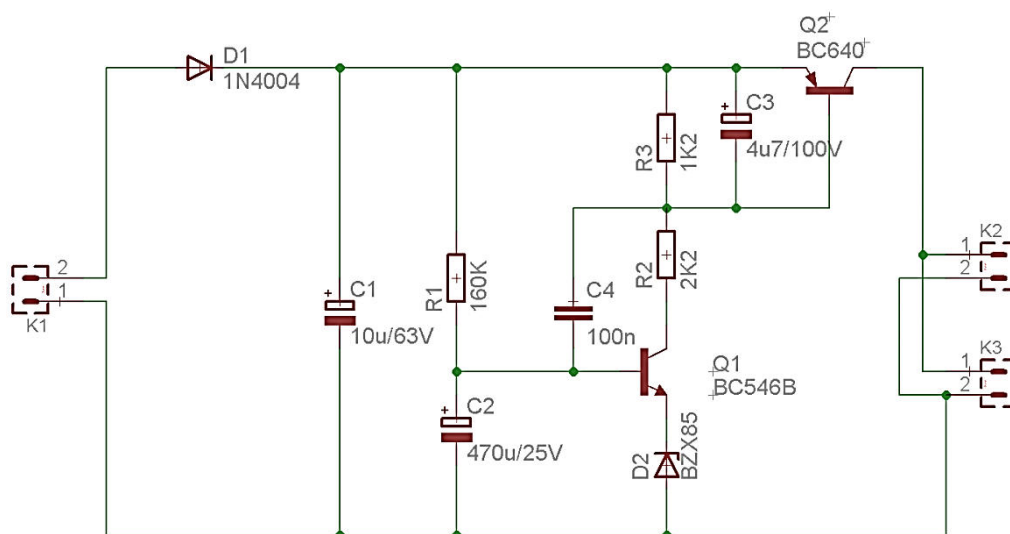 Q2
BC640
D1
1N4004
C3
4u7/100V
R3
1K2
K2
1
2
2
1
K1
R1
160K
C1
10u/63V
C4
100n
R2
2K2
K3
1
2
Q1
BC546B
C2
470u/25V
D2
BZX85